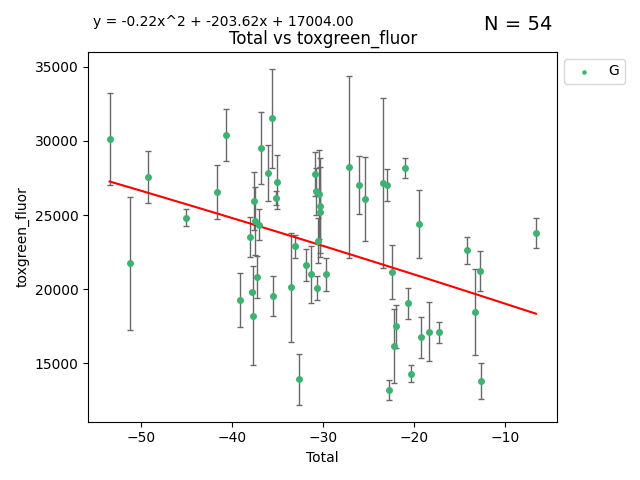 y = -0.22x^2 + -203.62x + 17004.00
N = 54
Total vs toxgreen_fluor
G
35000
30000
25000
20000
15000
toxgreen_fluor
−50
−40
−30
−20
−10
Total